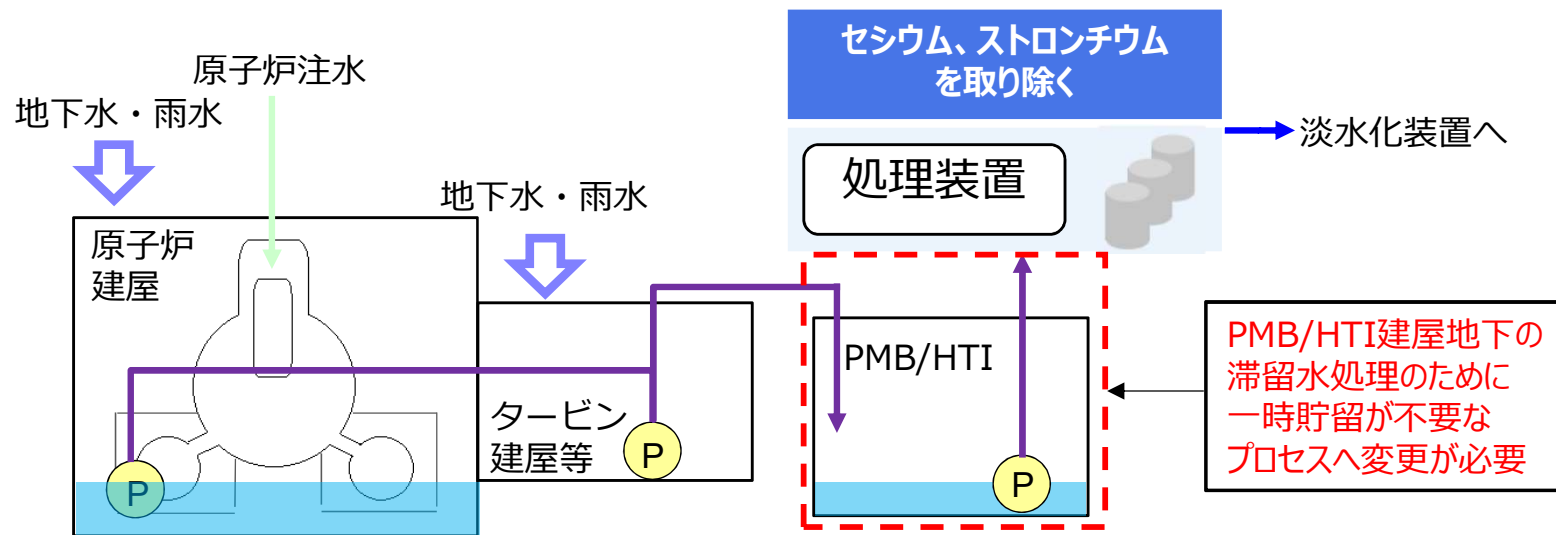 セシウム、ストロンチウム
を取り除く
原子炉注水
地下水・雨水
淡水化装置へ
処理装置
地下水・雨水
原子炉
建屋
PMB/HTI建屋地下の
滞留水処理のために
一時貯留が不要な
プロセスへ変更が必要
PMB/HTI
タービン
建屋等
P
P
P